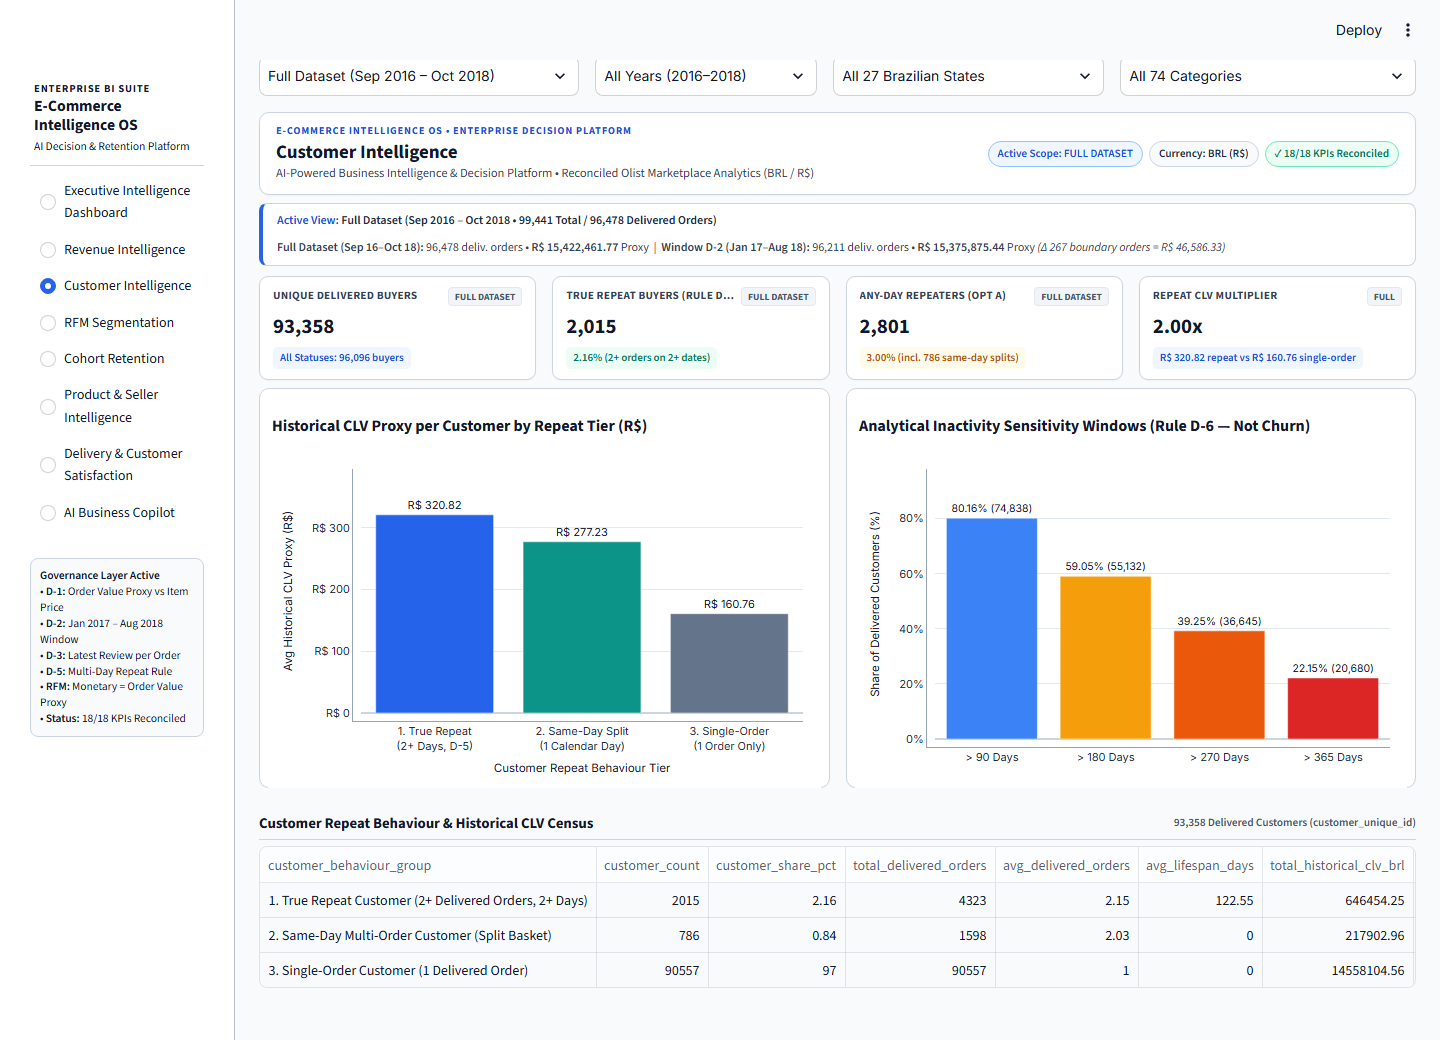 Deploy
ENTERPRISE BI SUITE
E-Commerce
Intelligence OS
AI Decision & Retention Platform
Executive Intelligence
Dashboard
Revenue Intelligence
Customer Intelligence
RFM Segmentation
Cohort Retention
Product & Seller
Intelligence
Delivery & Customer
Satisfaction
AI Business Copilot
Governance Layer Active
• D-1: Order Value Proxy vs Item
Price
• D-2: Jan 2017 – Aug 2018
Window
• D-3: Latest Review per Order
• D-5: Multi-Day Repeat Rule
• RFM: Monetary = Order Value
Proxy
• Status: 18/18 KPIs Reconciled
Full Dataset (Sep 2016 – Oct 2018)
All Years (2016–2018)
All 27 Brazilian States
All 74 Categories
E-COMMERCE INTELLIGENCE OS • ENTERPRISE DECISION PLATFORM
Customer Intelligence
AI-Powered Business Intelligence & Decision Platform • Reconciled Olist Marketplace Analytics (BRL / R$)
Active Scope: FULL DATASET
Currency: BRL (R$)
✓ 18/18 KPIs Reconciled
Active View: Full Dataset (Sep 2016 – Oct 2018 • 99,441 Total / 96,478 Delivered Orders)
Full Dataset (Sep 16–Oct 18): 96,478 deliv. orders • R$ 15,422,461.77 Proxy | Window D-2 (Jan 17–Aug 18): 96,211 deliv. orders • R$ 15,375,875.44 Proxy (Δ 267 boundary orders = R$ 46,586.33)
UNIQUE DELIVERED BUYERS
FULL DATASET
93,358
All Statuses: 96,096 buyers
TRUE REPEAT BUYERS (RULE D...
FULL DATASET
2,015
2.16% (2+ orders on 2+ dates)
ANY-DAY REPEATERS (OPT A)
FULL DATASET
2,801
3.00% (incl. 786 same-day splits)
REPEAT CLV MULTIPLIER
FULL
2.00x
R$ 320.82 repeat vs R$ 160.76 single-order
Historical CLV Proxy per Customer by Repeat Tier (R$)
Avg Historical CLV Proxy (R$)
R$ 300
R$ 200
R$ 100
R$ 0
R$ 320.82
R$ 277.23
R$ 160.76
1. True Repeat
(2+ Days, D-5)
2. Same-Day Split
(1 Calendar Day)
3. Single-Order
(1 Order Only)
Customer Repeat Behaviour Tier
Analytical Inactivity Sensitivity Windows (Rule D-6 — Not Churn)
Share of Delivered Customers (%)
80%
60%
40%
20%
0%
80.16% (74,838)
59.05% (55,132)
39.25% (36,645)
22.15% (20,680)
> 90 Days
> 180 Days
> 270 Days
> 365 Days
Customer Repeat Behaviour & Historical CLV Census
93,358 Delivered Customers (customer_unique_id)
customer_behaviour_group customer_count customer_share_pct total_delivered_orders avg_delivered_orders avg_lifespan_days total_historical_clv_brl
1. True Repeat Customer (2+ Delivered Orders, 2+ Days) 2015 2.16 4323 2.15 122.55 646454.25
2. Same-Day Multi-Order Customer (Split Basket) 786 0.84 1598 2.03 0 217902.96
3. Single-Order Customer (1 Delivered Order) 90557 97 90557 1 0 14558104.56